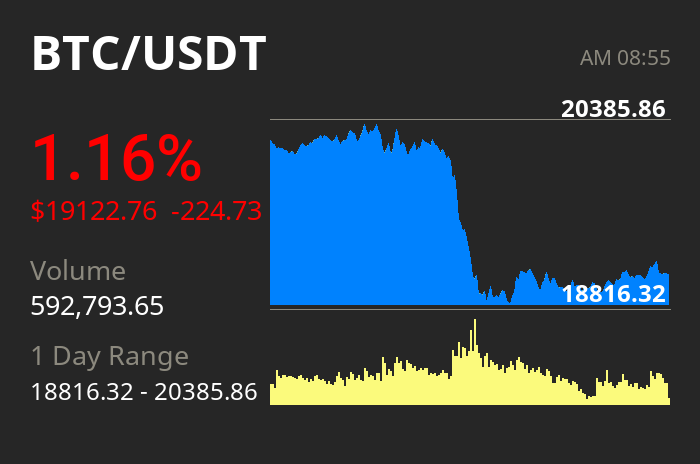 BTC/USDT
AM 08:55
20385.86
1.16%
$19122.76 -224.73
Volume
592,793.65
18816.32
1 Day Range
18816.32 - 20385.86